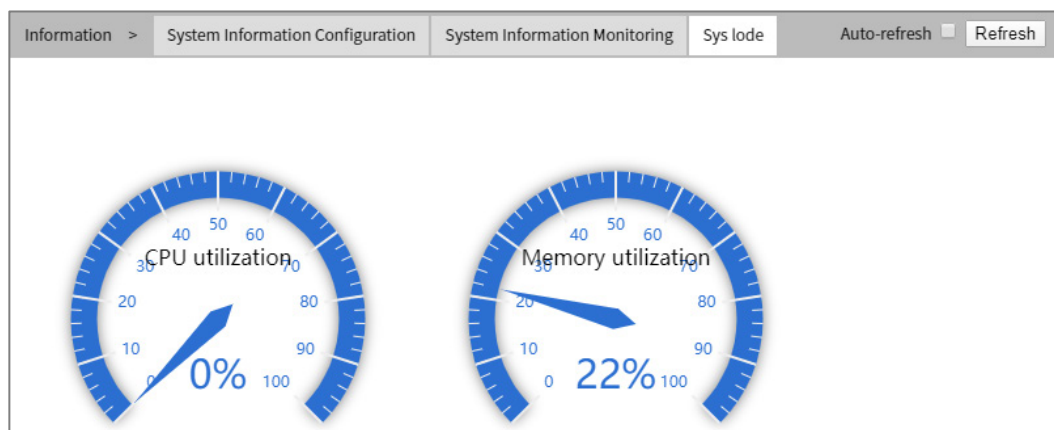 Information > System Information Configuration System Information Monitoring Sys lode Auto-refresh Refresh
50 50
40 60 40 60
CPU utilization Memory utilization
30 70 30 70
20 80 20 80
10 90 10 90
0 0% 100 0 22% 100